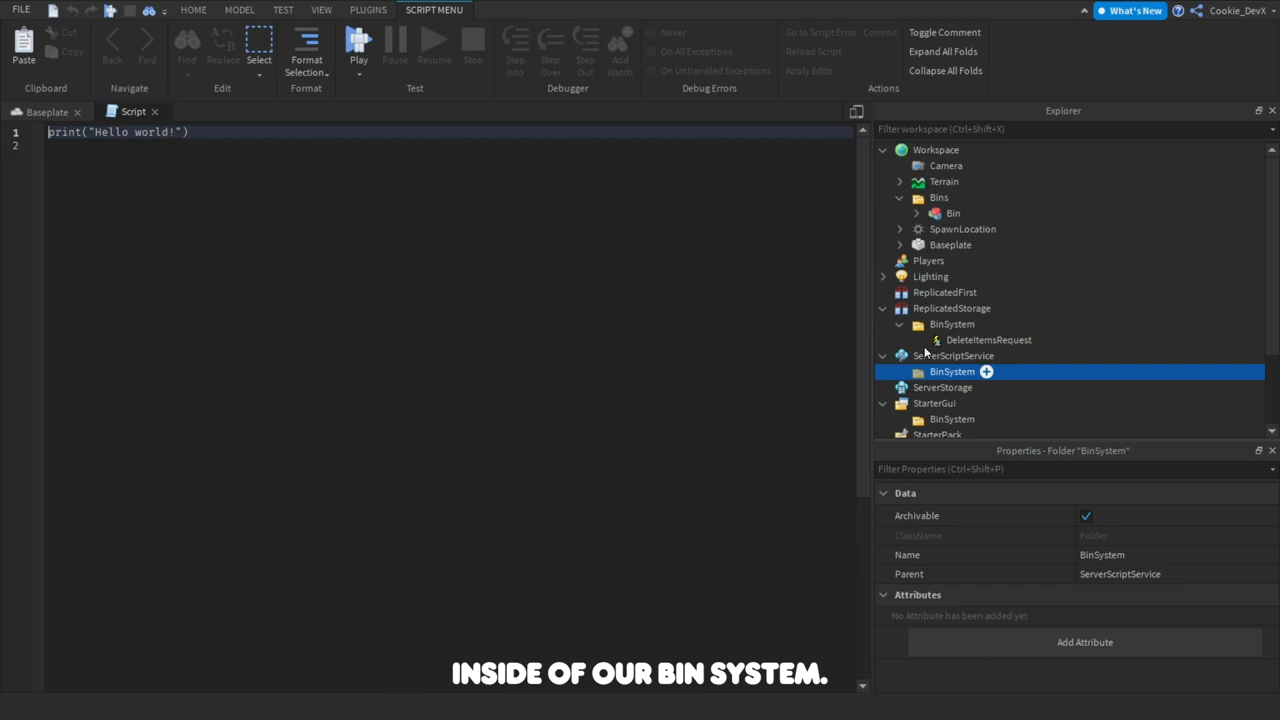 FILE HOME MODEL TEST VIEW PLUGINS SCRIPT MENU What's New Cookie_DevX
Paste Cut Copy Back Fwd Find Replace Select Format Selection Play Pause Resume Stop Step Into Step Over Step Out Add Watch Never On All Exceptions On Unhandled Exceptions Go to Script Error Commit Reload Script Apply Edits Toggle Comment Expand All Folds Collapse All Folds
Clipboard Navigate Edit Format Test Debugger Debug Errors Actions
Baseplate Script
1 print("Hello world!")
2
Explorer
Filter workspace (Ctrl+Shift+X)
Workspace
Camera
Terrain
Bins
Bin
SpawnLocation
Baseplate
Players
Lighting
ReplicatedFirst
ReplicatedStorage
BinSystem
DeleteItemsRequest
ServerScriptService
BinSystem
ServerStorage
StarterGui
BinSystem
StarterPack
Properties - Folder "BinSystem"
Filter Properties (Ctrl+Shift+P)
Data
Archivable
ClassName Folder
Name BinSystem
Parent ServerScriptService
Attributes
No Attribute has been added yet
Add Attribute
INSIDE OF OUR BIN SYSTEM.